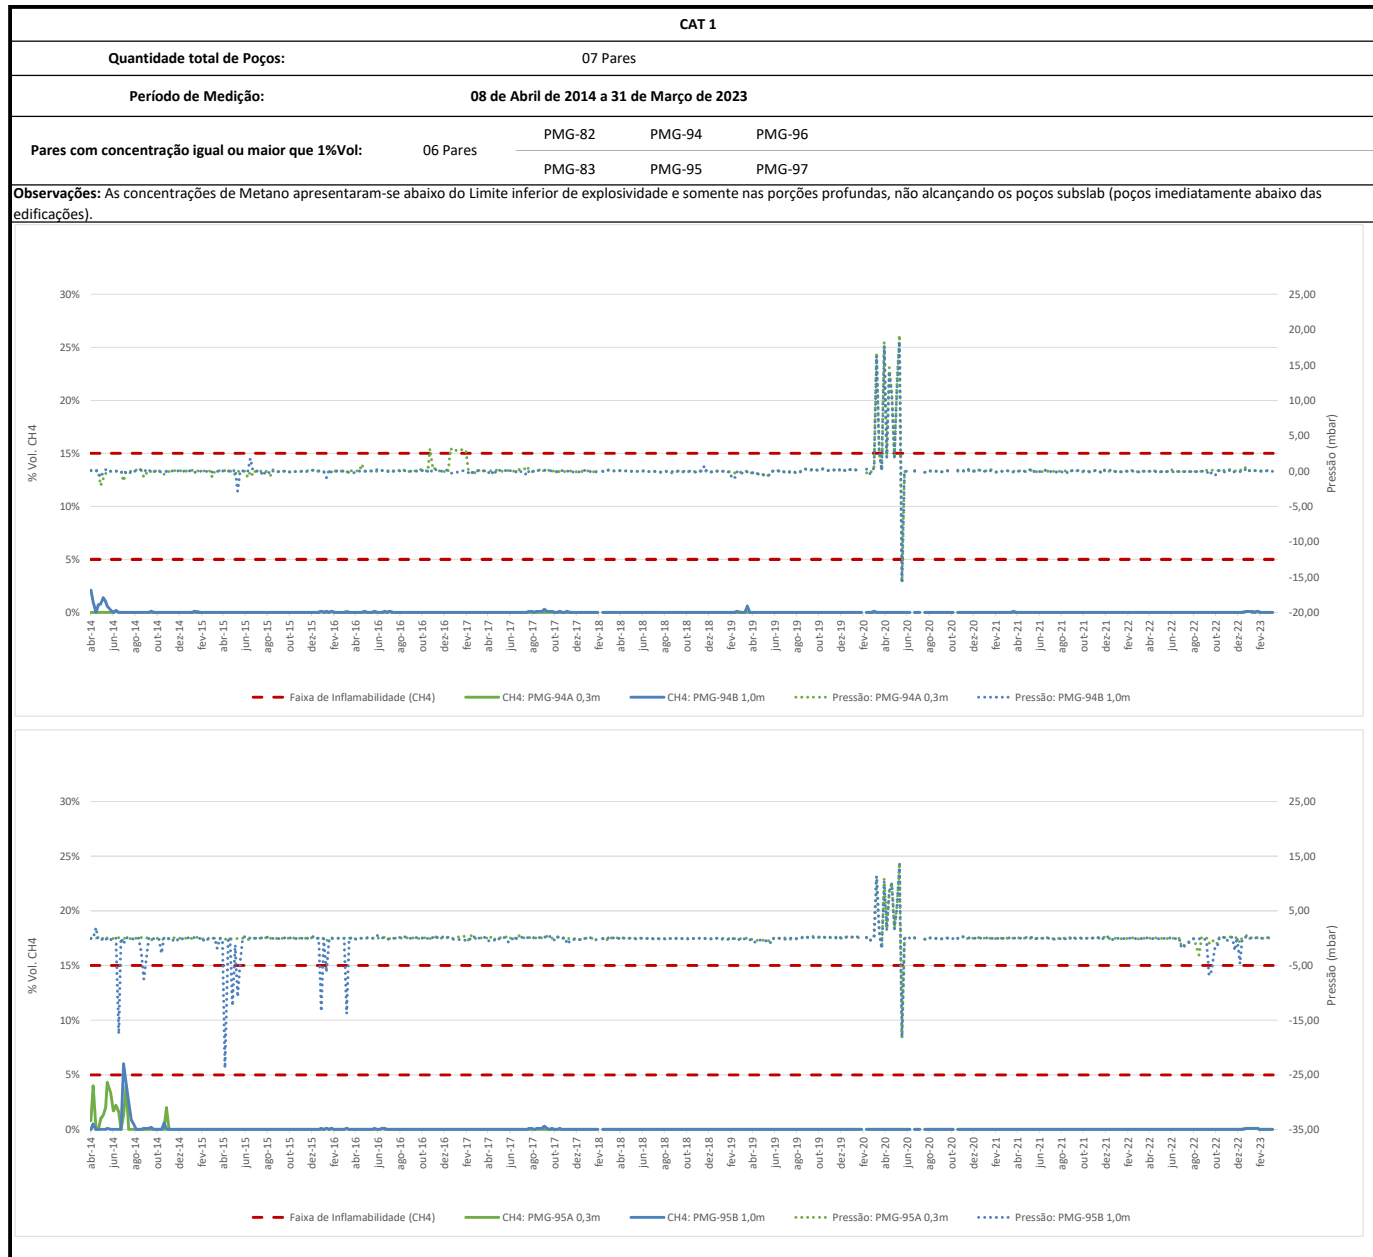 CAT 1
Quantidade total de Poços: 07 Pares
Período de Medição: 08 de Abril de 2014 a 31 de Março de 2023
Pares com concentração igual ou maior que 1%Vol: 06 Pares
PMG-82 PMG-94 PMG-96
PMG-83 PMG-95 PMG-97
Observações: As concentrações de Metano apresentaram-se abaixo do Limite inferior de explosividade e somente nas porções profundas, não alcançando os poços subslab (poços imediatamente abaixo das
edificações).
30%
25%
20%
15%
10%
5%
0%
% Vol. CH4
25,00
20,00
15,00
10,00
5,00
0,00
-5,00
-10,00
-15,00
-20,00
Pressão (mbar)
abr-14 jun-14 ago-14 out-14 dez-14 fev-15 abr-15 jun-15 ago-15 out-15 dez-15 fev-16 abr-16 jun-16 ago-16 out-16 dez-16 fev-17 abr-17 jun-17 ago-17 out-17 dez-17 fev-18 abr-18 jun-18 ago-18 out-18 dez-18 fev-19 abr-19 jun-19 ago-19 out-19 dez-19 fev-20 abr-20 jun-20 ago-20 out-20 dez-20 fev-21 abr-21 jun-21 ago-21 out-21 dez-21 fev-22 abr-22 jun-22 ago-22 out-22 dez-22 fev-23
Faixa de Inflamabilidade (CH4) CH4: PMG-94A 0,3m CH4: PMG-94B 1,0m Pressão: PMG-94A 0,3m Pressão: PMG-94B 1,0m
30%
25%
20%
15%
10%
5%
0%
% Vol. CH4
25,00
15,00
5,00
-5,00
-15,00
-25,00
-35,00
Pressão (mbar)
abr-14 jun-14 ago-14 out-14 dez-14 fev-15 abr-15 jun-15 ago-15 out-15 dez-15 fev-16 abr-16 jun-16 ago-16 out-16 dez-16 fev-17 abr-17 jun-17 ago-17 out-17 dez-17 fev-18 abr-18 jun-18 ago-18 out-18 dez-18 fev-19 abr-19 jun-19 ago-19 out-19 dez-19 fev-20 abr-20 jun-20 ago-20 out-20 dez-20 fev-21 abr-21 jun-21 ago-21 out-21 dez-21 fev-22 abr-22 jun-22 ago-22 out-22 dez-22 fev-23
Faixa de Inflamabilidade (CH4) CH4: PMG-95A 0,3m CH4: PMG-95B 1,0m Pressão: PMG-95A 0,3m Pressão: PMG-95B 1,0m